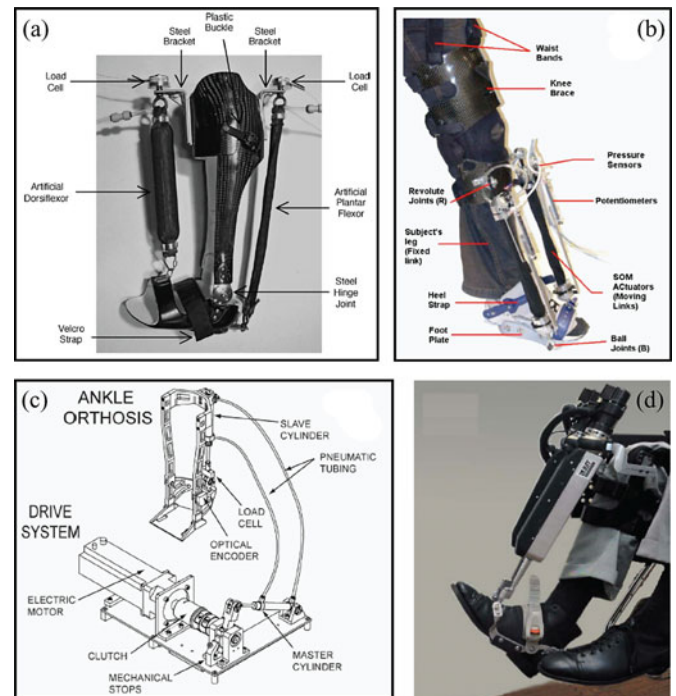 (a)
Plastic
Buckle
Steel
Bracket
Steel
Bracket
Load
Cell
Load
Cell
Artificial
Dorsiflexor
Artificial
Plantar
Flexor
Steel
Hinge
Joint
Velcro
Strap
(b)
Waist
Bands
Knee
Brace
Pressure
Sensors
Revolute
Joints (R)
Potentiometers
Subject's
leg
(Fixed
link)
SOM
ACtuators
(Moving
Links)
Heel
Strap
Foot
Plate
Ball
Joints (B)
(c)
ANKLE
ORTHOSIS
SLAVE
CYLINDER
PNEUMATIC
TUBING
DRIVE
SYSTEM
LOAD
CELL
OPTICAL
ENCODER
ELECTRIC
MOTOR
CLUTCH
MECHANICAL
STOPS
MASTER
CYLINDER
(d)